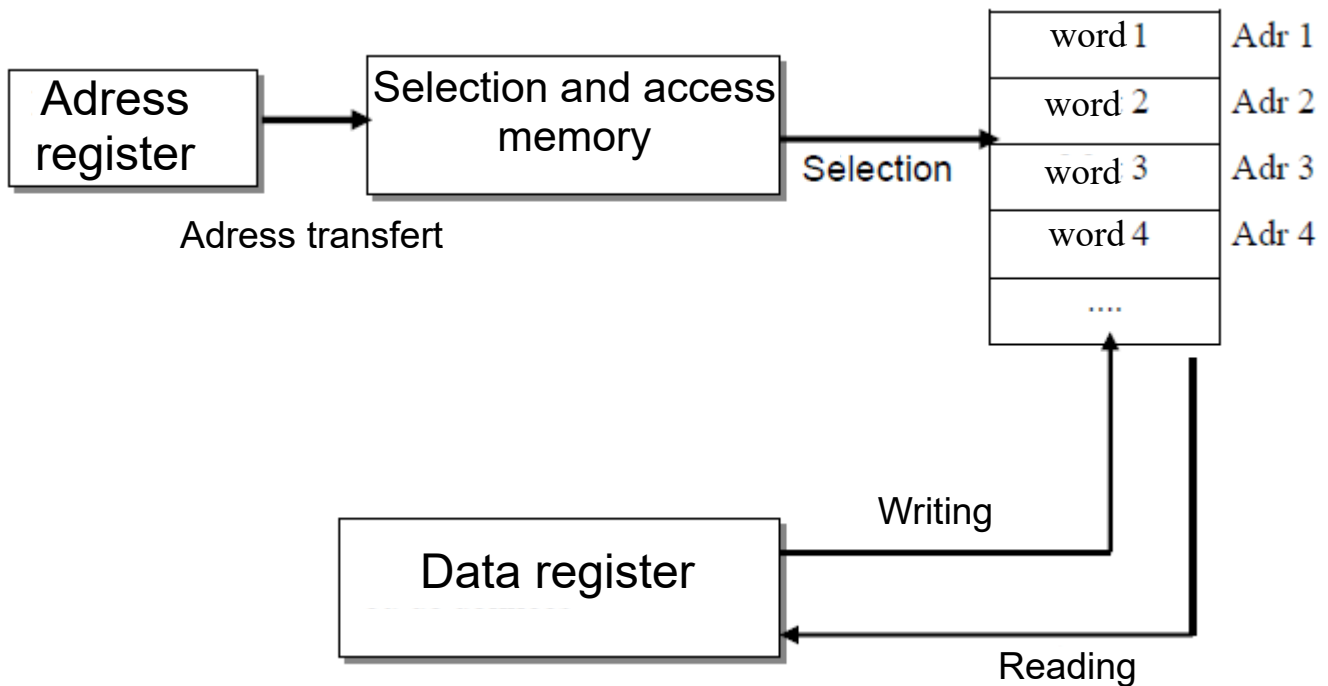 word 1 Adr 1
Adress
register
Selection and access
memory
word 2 Adr 2
Selection
word 3 Adr 3
Adress transfert
word 4 Adr 4
....
Writing
Data register
Reading